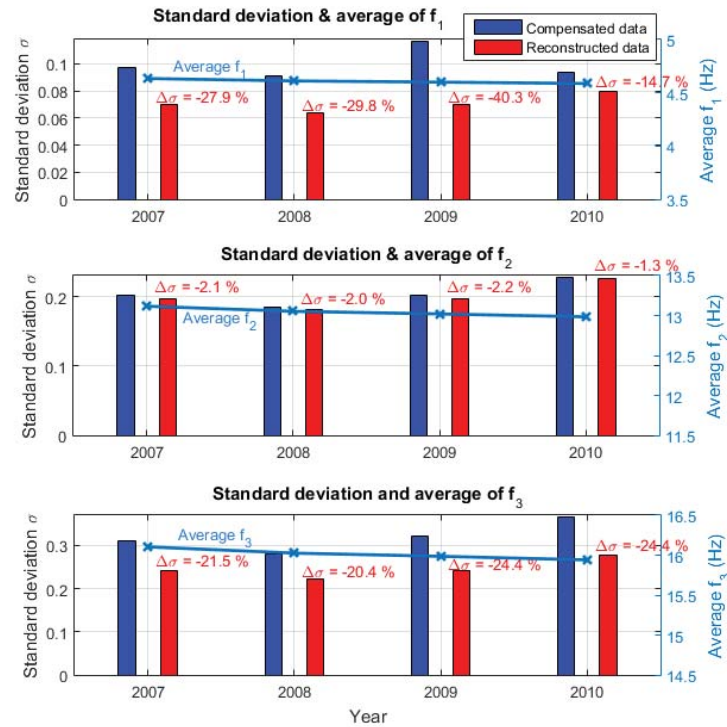 Standard deviation & average of f1
Compensated data
Reconstructed data
Standard deviation σ
0.1
0.08
0.06
0.04
0.02
0
Average f1
Δσ = -27.9 %
Δσ = -29.8 %
Δσ = -40.3 %
Δσ = -14.7 %
5
4.5
4
3.5
Average f1 (Hz)
2007 2008 2009 2010
Standard deviation & average of f2
Standard deviation σ
0.2
0.1
0
Average f2
Δσ = -2.1 %
Δσ = -2.0 %
Δσ = -2.2 %
Δσ = -1.3 %
13.5
13
12.5
12
11.5
Average f2 (Hz)
2007 2008 2009 2010
Standard deviation and average of f3
Standard deviation σ
0.3
0.2
0.1
0
Average f3
Δσ = -21.5 %
Δσ = -20.4 %
Δσ = -24.4 %
Δσ = -24.4 %
16.5
16
15.5
15
14.5
Average f3 (Hz)
2007 2008 2009 2010
Year